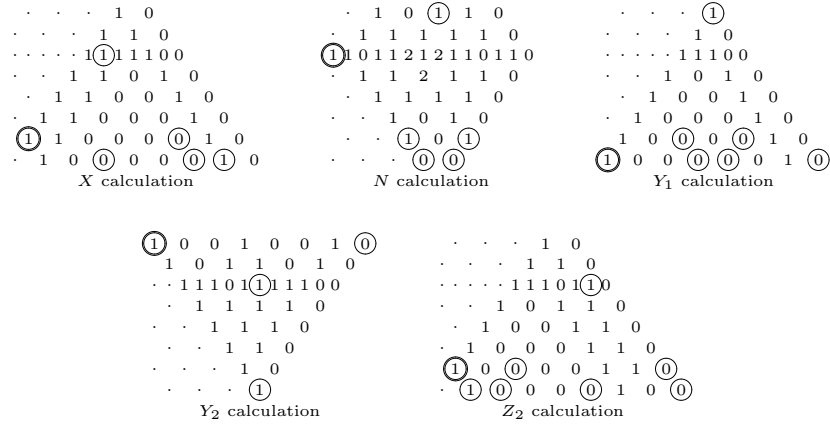 · · · 1 0
· · · 1 1 0
· · · · · 1 1 1 1 1 0 0
· · 1 1 0 1 0
· 1 1 0 0 1 0
· 1 1 0 0 0 1 0
1 1 0 0 0 0 1 0
· 1 0 0 0 0 0 1 0
X calculation
· 1 0 1 1 0
· 1 1 1 1 1 0
1 1 0 1 1 2 1 2 1 1 0 1 1 0
· 1 1 2 1 1 0
· 1 1 1 1 0
· · 1 0 1 0
· · 1 0 1
· · · 0 0
N calculation
· · · 1
· · · 1 0
· · · · · 1 1 1 0 0
· · 1 0 1 0
· 1 0 0 1 0
· 1 0 0 0 1 0
1 0 0 0 0 1 0
1 0 0 0 0 0 1 0
Y₁ calculation
1 0 0 1 0 0 1 0
1 0 1 1 0 1 0
· · 1 1 1 0 1 1 1 1 1 0 0
· 1 1 1 1 0
· · 1 1 1 0
· · 1 1 0
· · · 1 0
· · · 1
Y₂ calculation
· · · 1 0
· · · 1 1 0
· · · · · 1 1 1 0 1 1 0
· · 1 0 1 1 0
· 1 0 0 1 1 0
· 1 0 0 0 1 1 0
1 0 0 0 0 1 1 0
· 1 0 0 0 0 1 0 0
Z₂ calculation